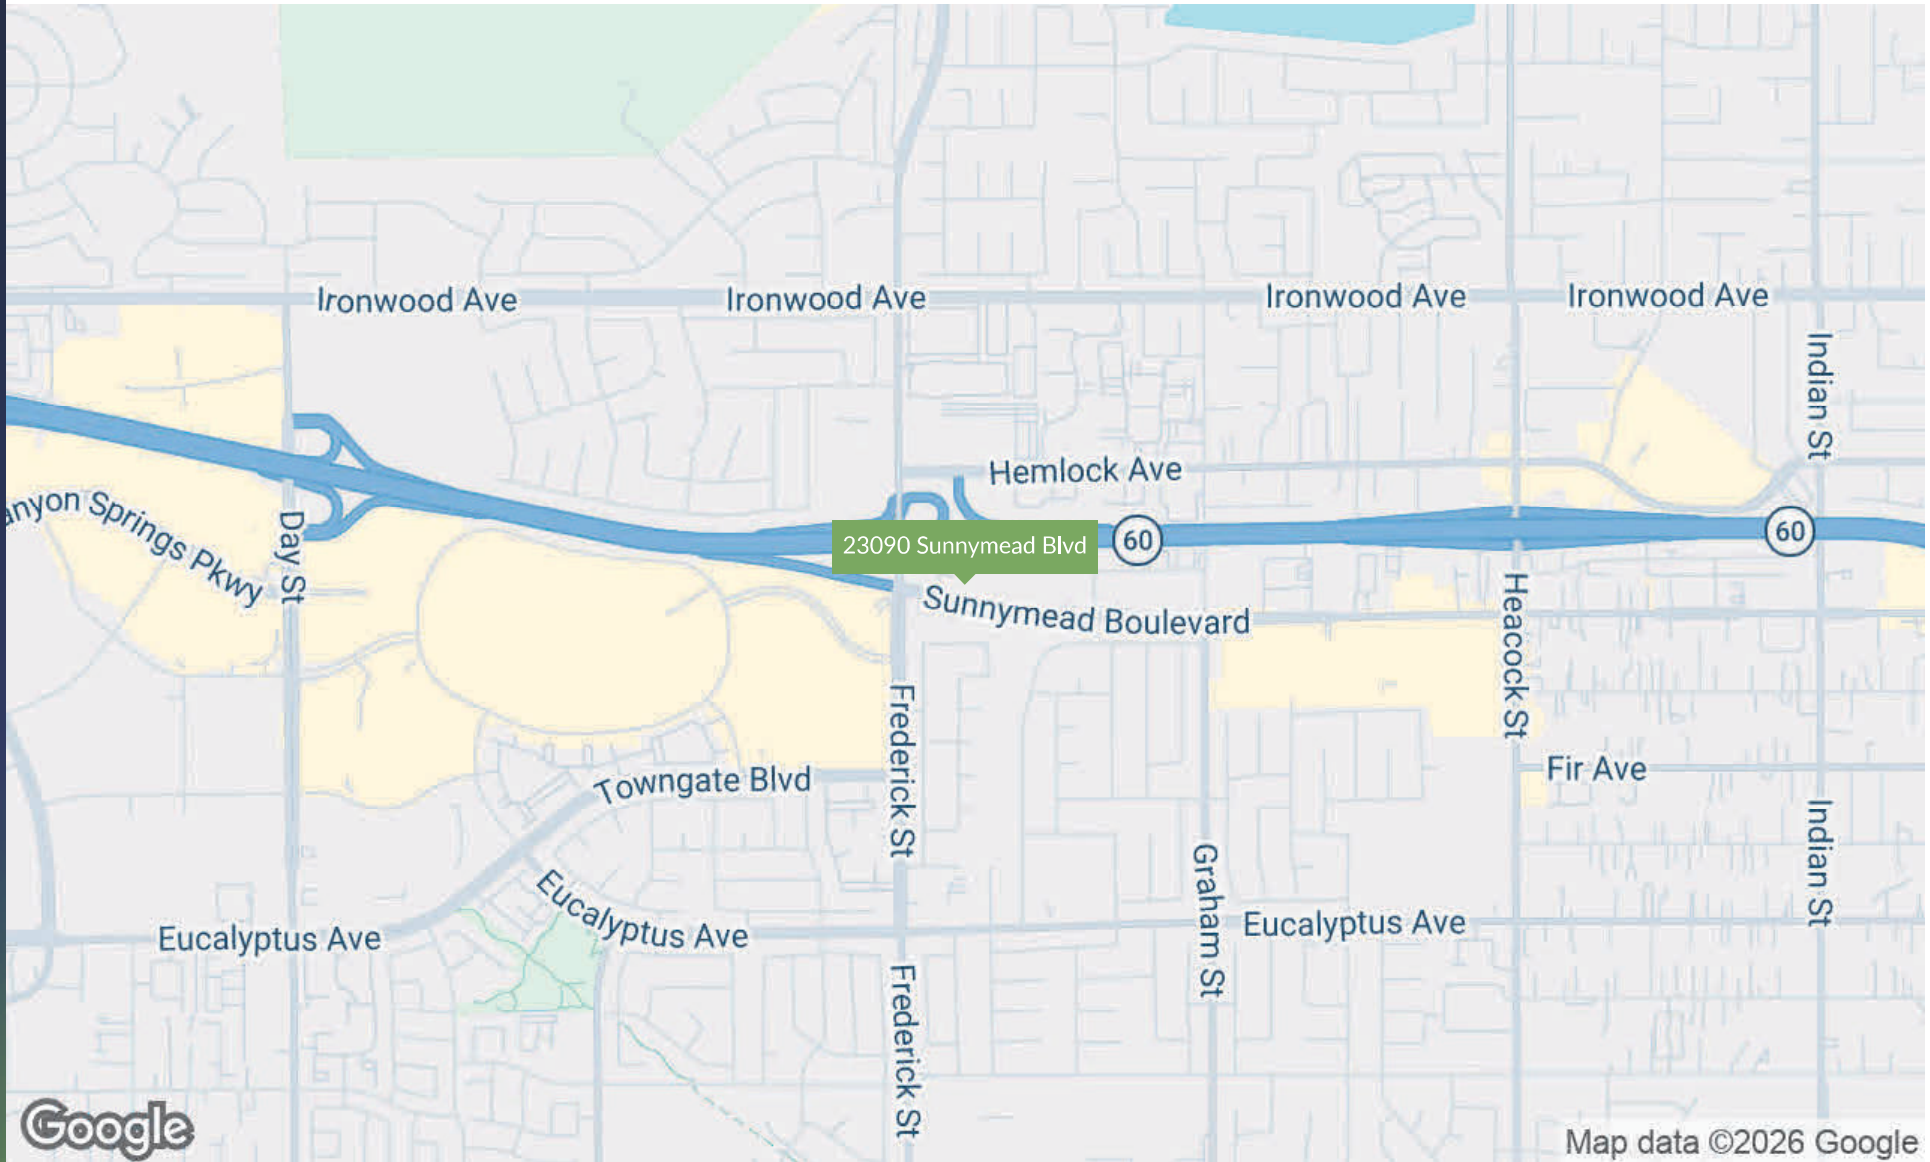 Ironwood Ave
Ironwood Ave
Ironwood Ave
Ironwood Ave
Indian St
Hemlock Ave
anyon Springs Pkwy
Day St
23090 Sunnymead Blvd
60
60
Sunnymead Boulevard
Heacock St
Frederick St
Towngate Blvd
Fir Ave
Indian St
Graham St
Eucalyptus Ave
Eucalyptus Ave
Eucalyptus Ave
Frederick St
Google
Map data ©2026 Google